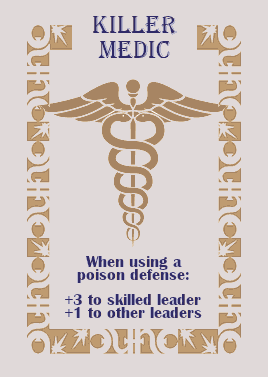 KILLER
MEDIC
When using a
poison defense:
+3 to skilled leader
+1 to other leaders